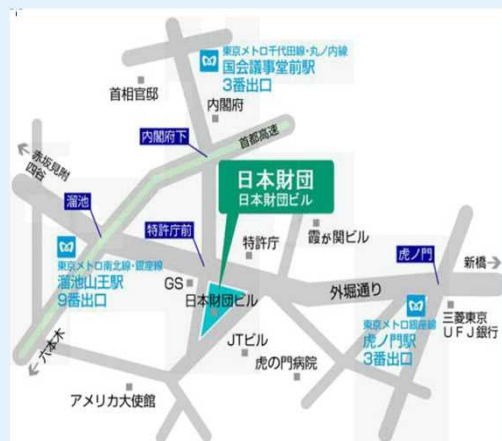 東京メトロ千代田線・丸ノ内線
国会議事堂前駅
3番出口
首相官邸
内閣府
内閣府下
首都高速
赤坂見附
四谷
日本財団
日本財団ビル
溜池
特許庁前
特許庁
霞が関ビル
虎ノ門
新橋
東京メトロ南北線・銀座線
溜池山王駅
9番出口
GS
日本財団ビル
外堀通り
三菱東京
UFJ銀行
東京メトロ銀座線
虎ノ門駅
3番出口
JTビル
虎の門病院
六本木
アメリカ大使館